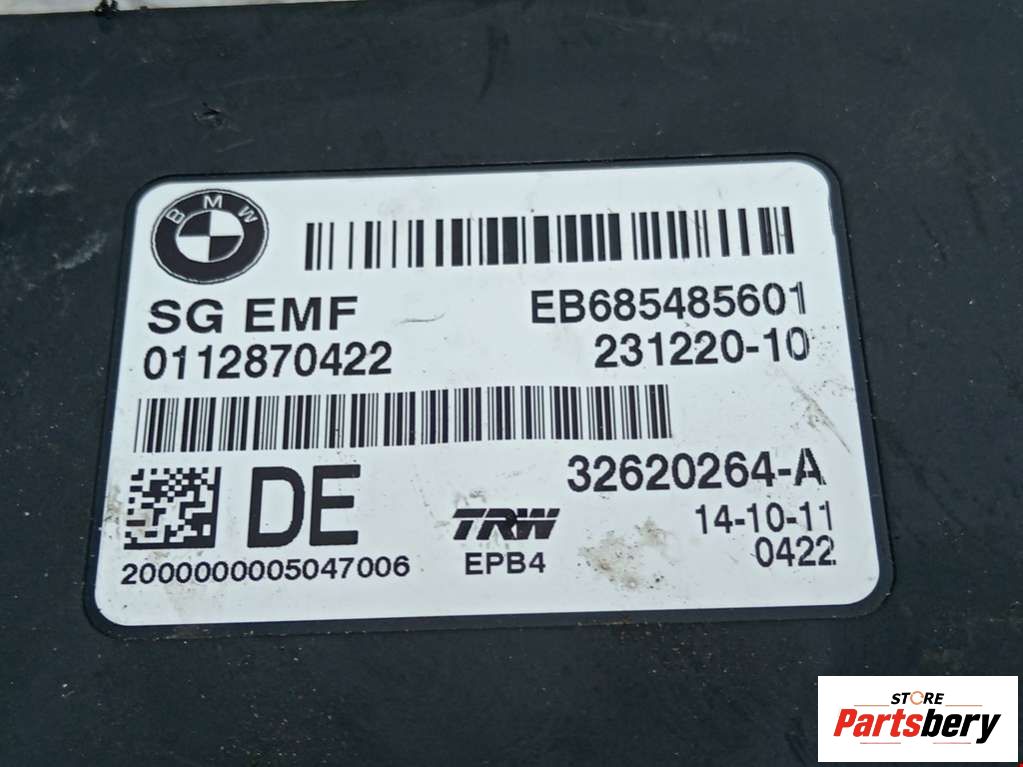 BMW
SG EMF
EB685485601
0112870422
231220-10
32620264-A
DE
TRW
14-10-11
EPB4
0422
2000000005047006
STORE
Partsbery